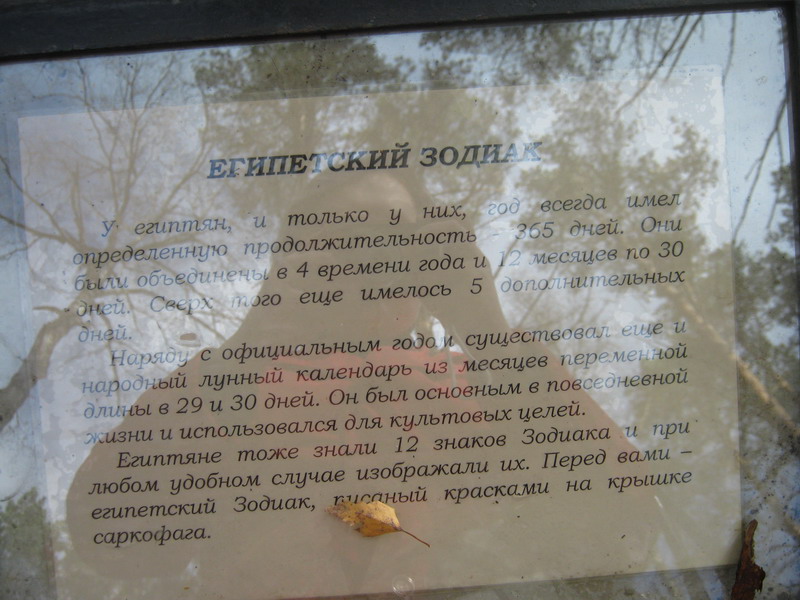 ЕГИПЕТСКИЙ ЗОДИАК
У египтян, и только у них, год всегда имел
определенную продолжительность - 365 дней. Они
были объединены в 4 времени года и 12 месяцев по 30
дней. Сверх того еще имелось 5 дополнительных
дней.
Наряду с официальным годом существовал еще и
народный лунный календарь из месяцев переменной
длины в 29 и 30 дней. Он был основным в повседневной
жизни и использовался для культовых целей.
Египтяне тоже знали 12 знаков Зодиака и при
любом удобном случае изображали их. Перед вами –
египетский Зодиак, писаный красками на крышке
саркофага.